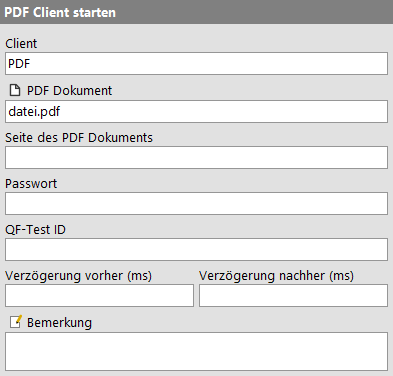 PDF Client starten
Client
PDF
PDF Dokument
datei.pdf
Seite des PDF Dokuments
Passwort
QF-Test ID
Verzögerung vorher (ms) Verzögerung nachher (ms)
Bemerkung